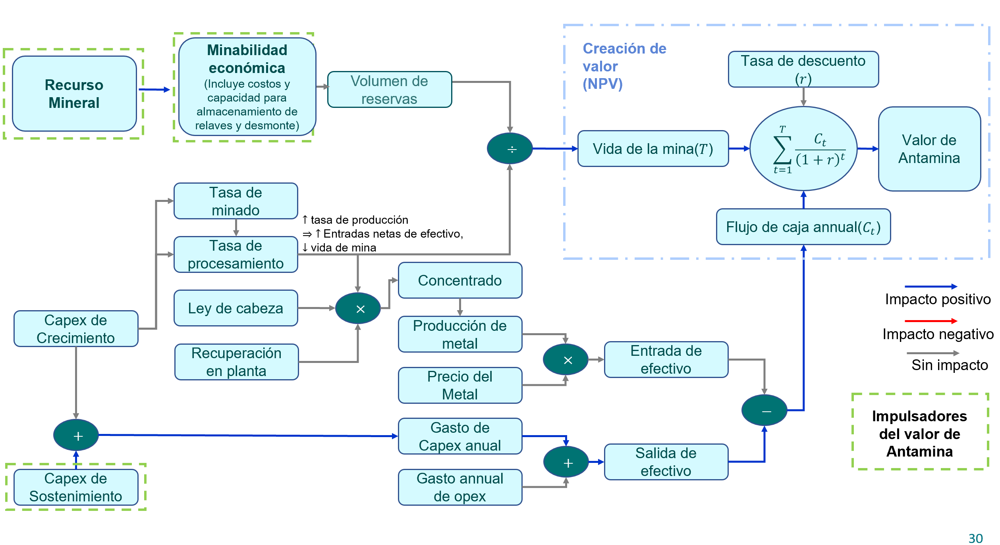 Recurso
Mineral
Minabilidad
económica
(Incluye costos y
capacidad para
almacenamiento de
relaves y desmonte)
Volumen de
reservas
Creación de
valor
(NPV)
Tasa de descuento
(r)
÷
Vida de la mina(T)
T
∑ C_t / (1 + r)^t
t=1
Valor de
Antamina
Flujo de caja annual(C_t)
Tasa de
minado
↑ tasa de producción
⇒ ↑ Entradas netas de efectivo,
↓ vida de mina
Tasa de
procesamiento
Ley de cabeza
×
Recuperación
en planta
Capex de
Crecimiento
Concentrado
Producción de
metal
×
Precio del
Metal
Entrada de
efectivo
–
+
Gasto de
Capex anual
+
Gasto annual
de opex
Salida de
efectivo
Capex de
Sostenimiento
Impacto positivo
Impacto negativo
Sin impacto
Impulsadores
del valor de
Antamina
30